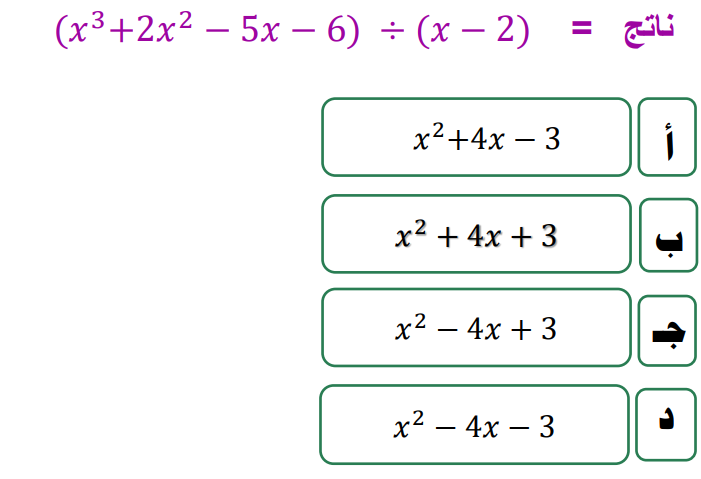 ناتج = (x³+2x² − 5x − 6) ÷ (x − 2)
أ x²+4x − 3
ب x² + 4x + 3
جـ x² − 4x + 3
د x² − 4x − 3